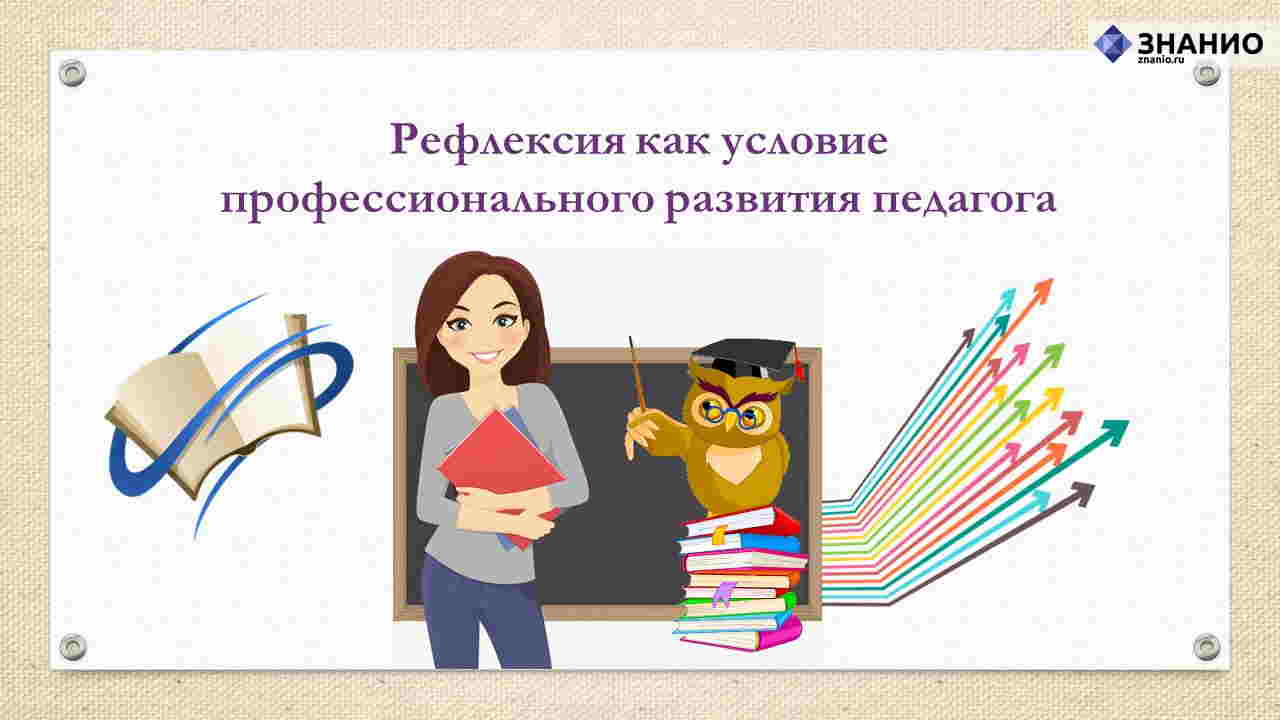 ЗНАНИО
znanio.ru
Рефлексия как условие
профессионального развития педагога